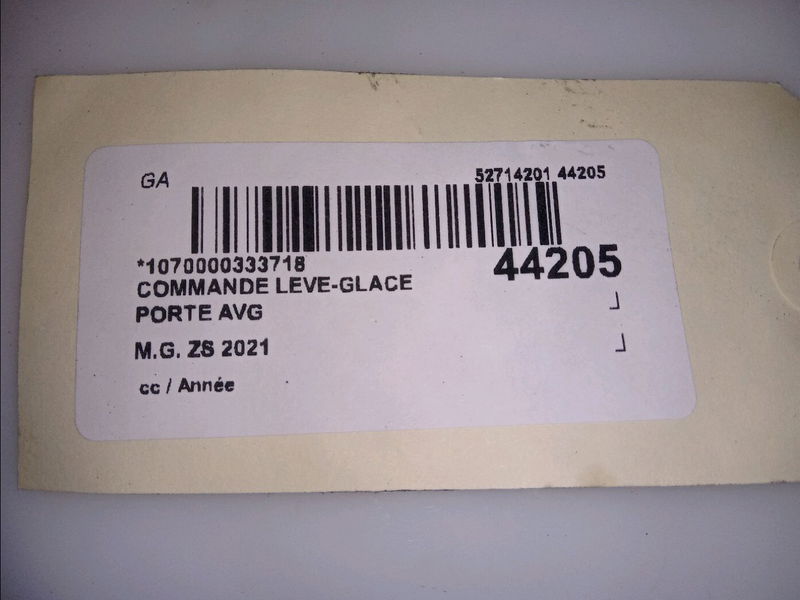 GA
52714201 44205
*1070000333718
44205
COMMANDE LEVE-GLACE
PORTE AVG
M.G. ZS 2021
cc / Année